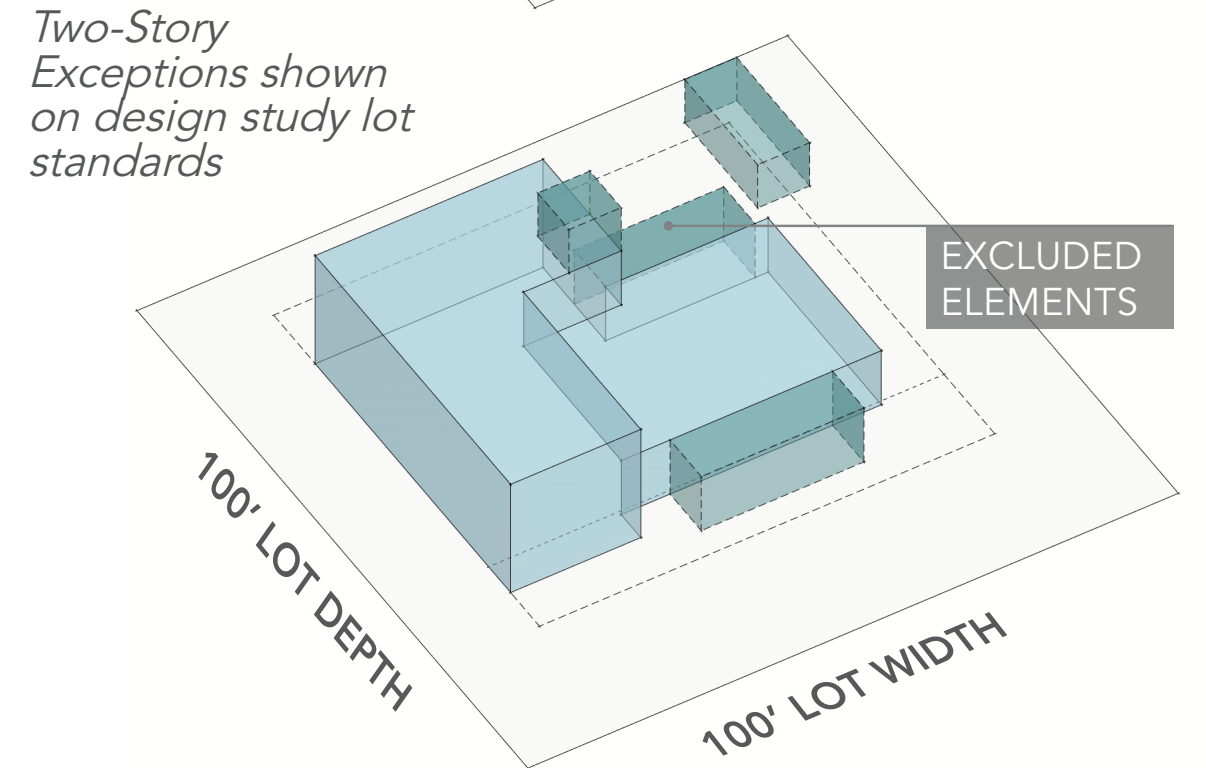 Two-Story
Exceptions shown
on design study lot
standards
EXCLUDED
ELEMENTS
100′ LOT DEPTH
100′ LOT WIDTH